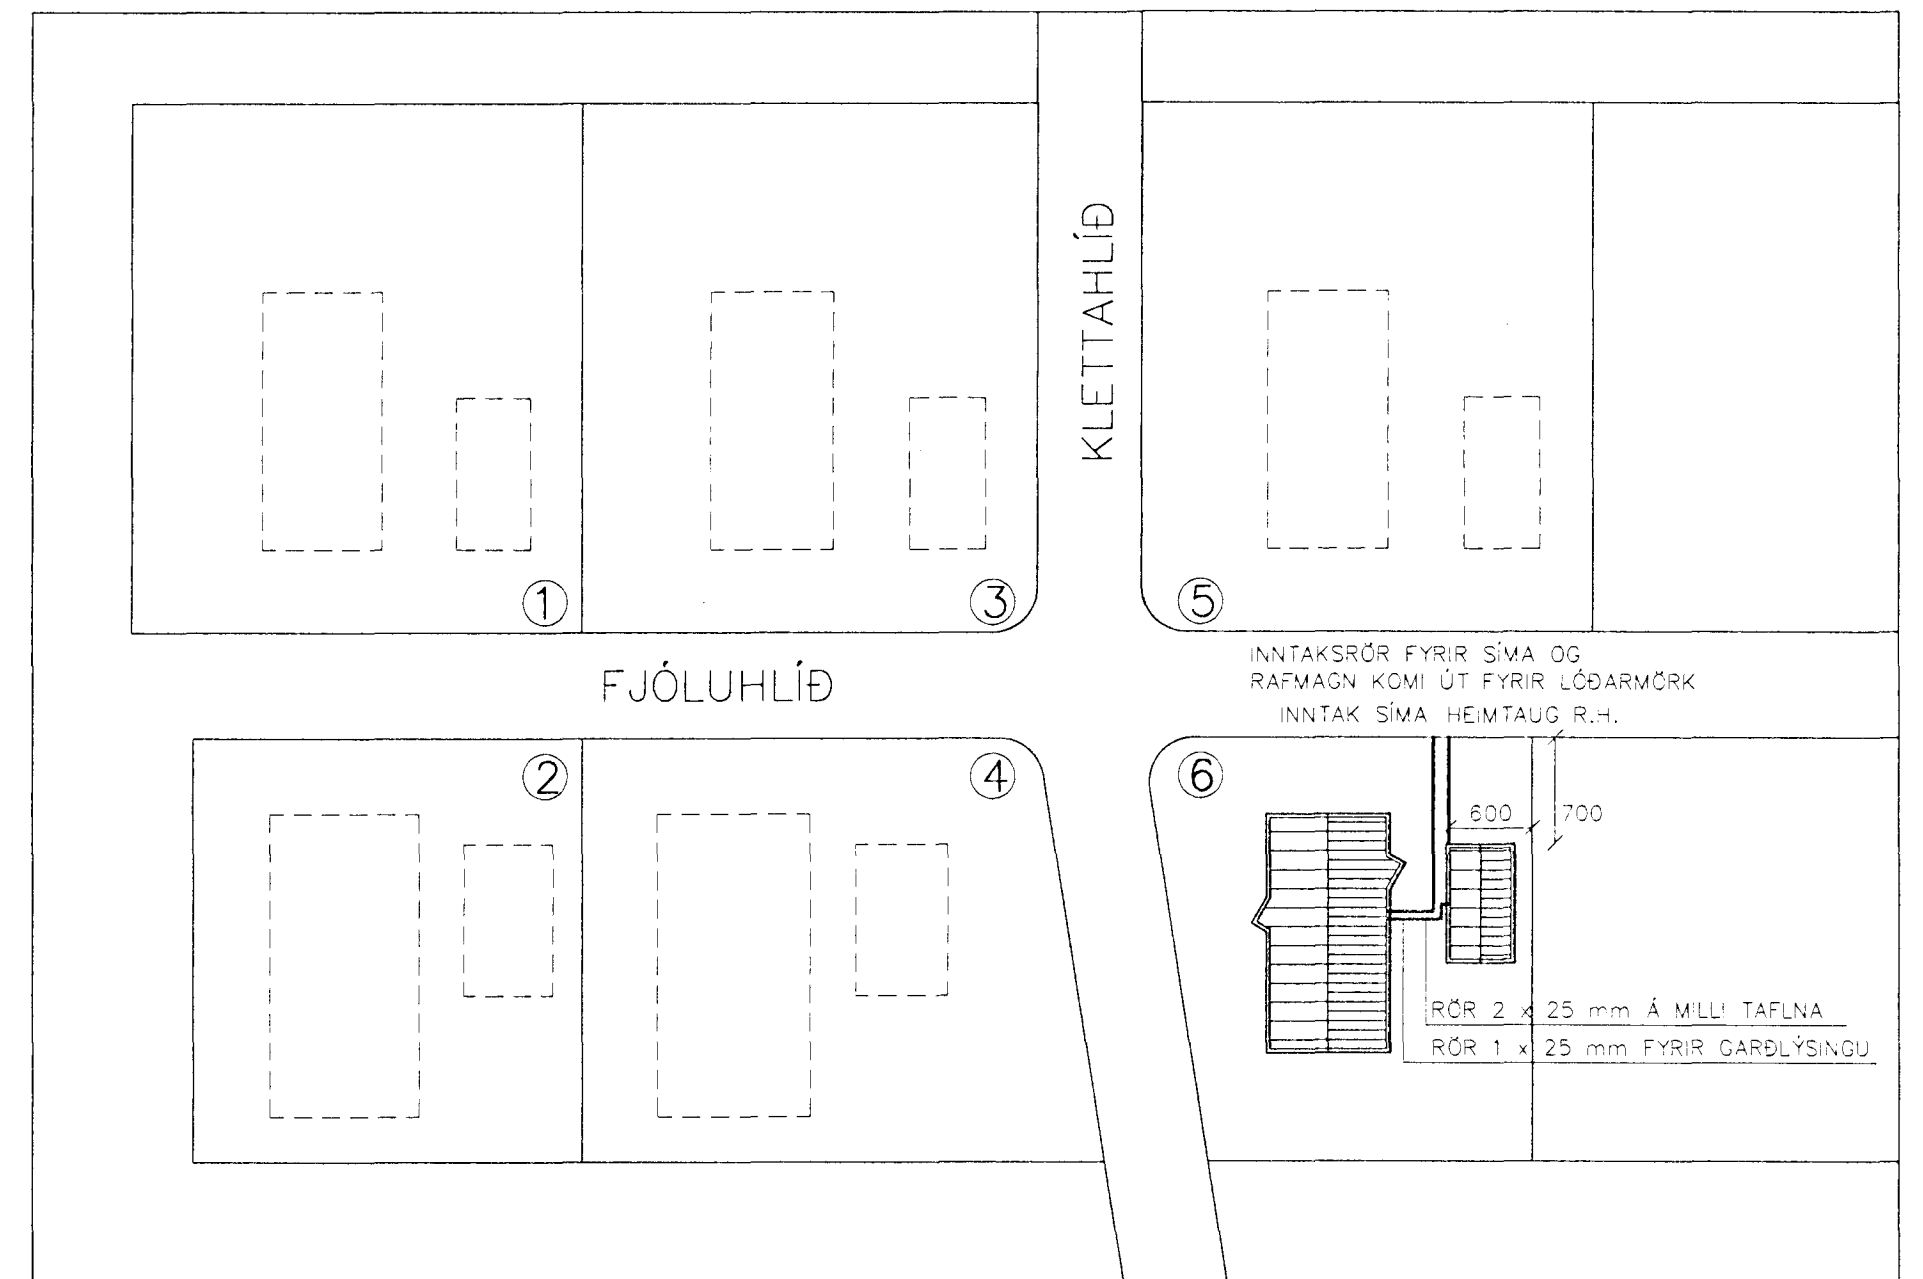 KLETTAHLÍÐ
1
3
5
FJÓLUHLÍÐ
INNTAKSRÖR FYRIR SÍMA OG
RAFMAGN KOMI ÚT FYRIR LÓÐARMÖRK
INNTAK SÍMA HEIMTAUG R.H.
2
4
6
600
700
RÖR 2 x 25 mm Á MILLI TAFLNA
RÖR 1 x 25 mm FYRIR GARÐLÝSINGU